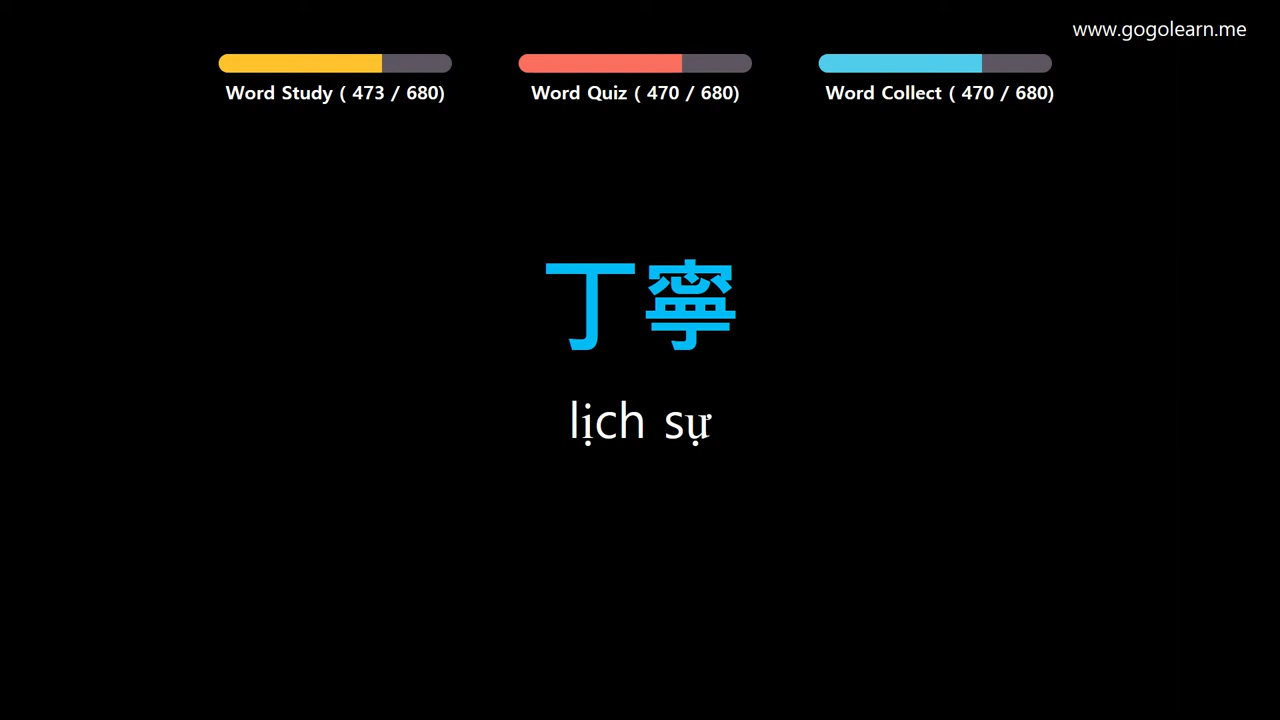 www.gogolearn.me
Word Study ( 473 / 680)
Word Quiz ( 470 / 680)
Word Collect ( 470 / 680)
丁寧
lịch sự